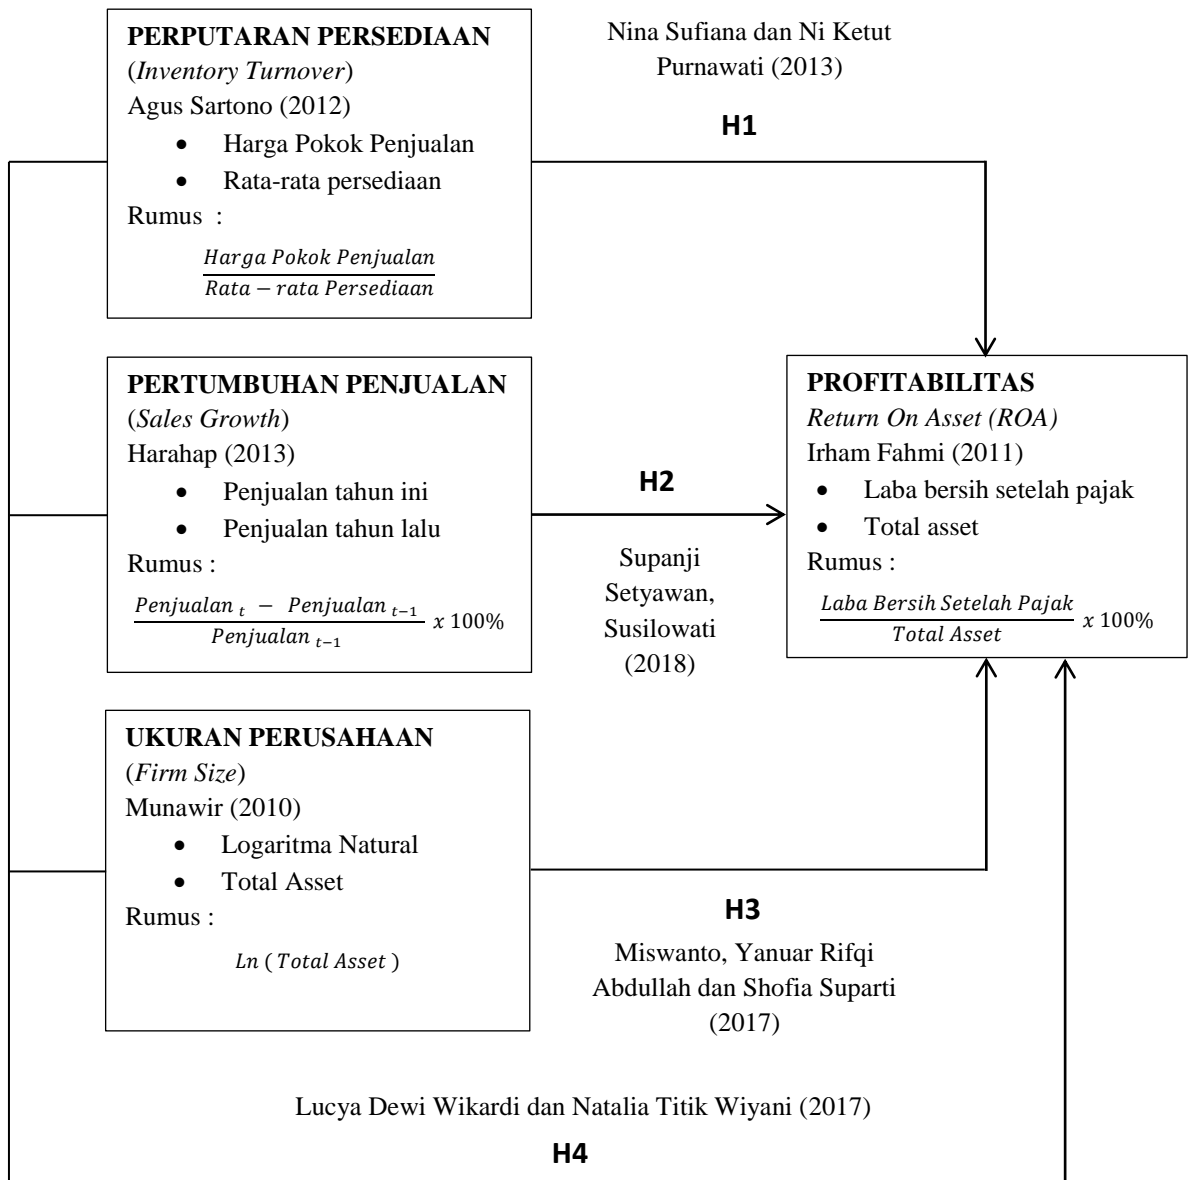 PERPUTARAN PERSEDIAAN
(Inventory Turnover)
Agus Sartono (2012)
• Harga Pokok Penjualan
• Rata-rata persediaan
Rumus :
Harga Pokok Penjualan
Rata − rata Persediaan
Nina Sufiana dan Ni Ketut
Purnawati (2013)
H1
PERTUMBUHAN PENJUALAN
(Sales Growth)
Harahap (2013)
• Penjualan tahun ini
• Penjualan tahun lalu
Rumus :
Penjualan t − Penjualan t−1
Penjualan t−1
x 100%
H2
Supanji
Setyawan,
Susilowati
(2018)
PROFITABILITAS
Return On Asset (ROA)
Irham Fahmi (2011)
• Laba bersih setelah pajak
• Total asset
Rumus :
Laba Bersih Setelah Pajak
Total Asset
x 100%
UKURAN PERUSAHAAN
(Firm Size)
Munawir (2010)
• Logaritma Natural
• Total Asset
Rumus :
Ln ( Total Asset )
H3
Miswanto, Yanuar Rifqi
Abdullah dan Shofia Suparti
(2017)
Lucya Dewi Wikardi dan Natalia Titik Wiyani (2017)
H4